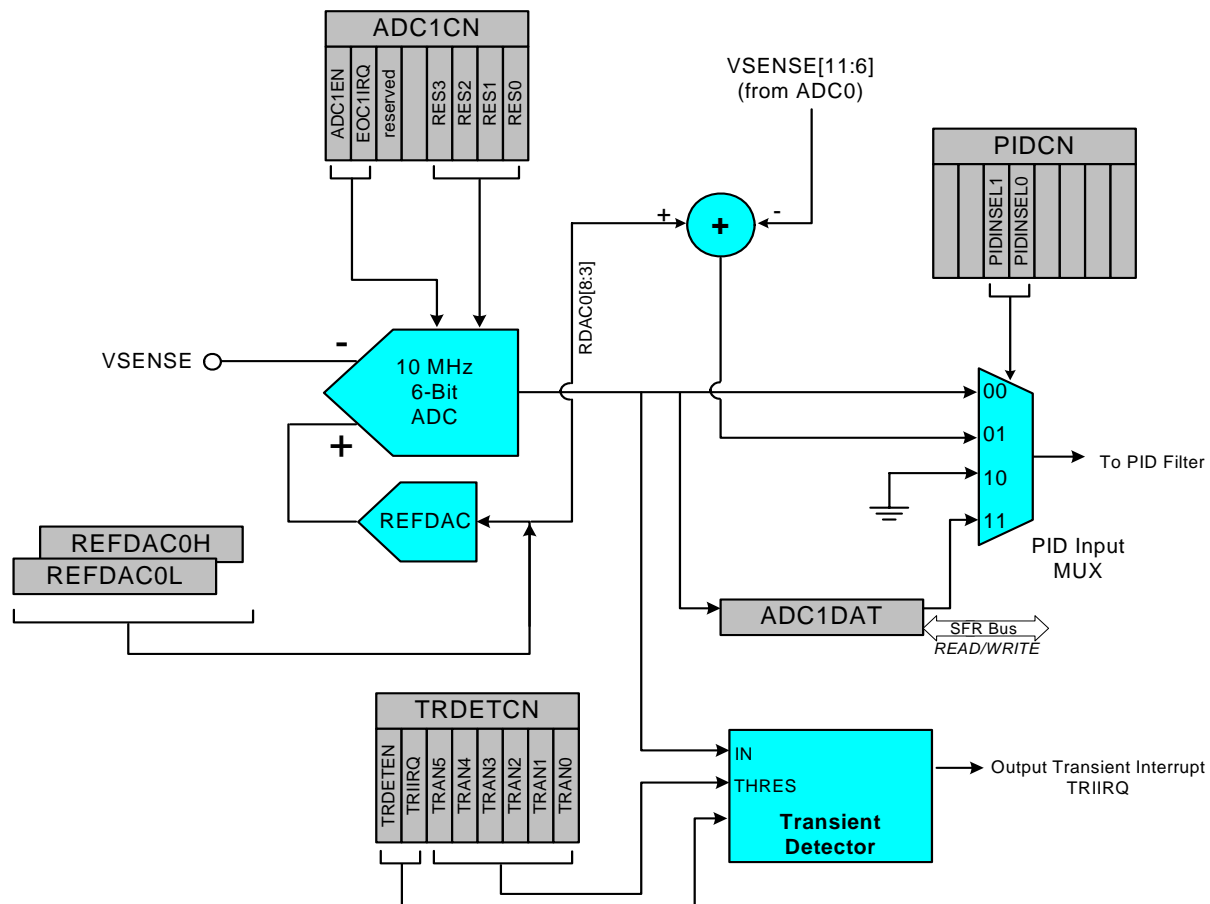 ADC1CN
ADC1EN
EOC1IRQ
reserved
RES3
RES2
RES1
RES0
VSENSE[11:6]
(from ADC0)
PIDCN
PIDINSEL1
PIDINSEL0
+
-
+
RDAC0[8:3]
VSENSE
-
+
10 MHz
6-Bit
ADC
00
01
10
11
To PID Filter
PID Input
MUX
REFDAC
REFDAC0H
REFDAC0L
ADC1DAT
SFR Bus
READ/WRITE
TRDETCN
TRDETEN
TRIIRQ
TRAN5
TRAN4
TRAN3
TRAN2
TRAN1
TRAN0
IN
THRES
Transient
Detector
Output Transient Interrupt
TRIIRQ